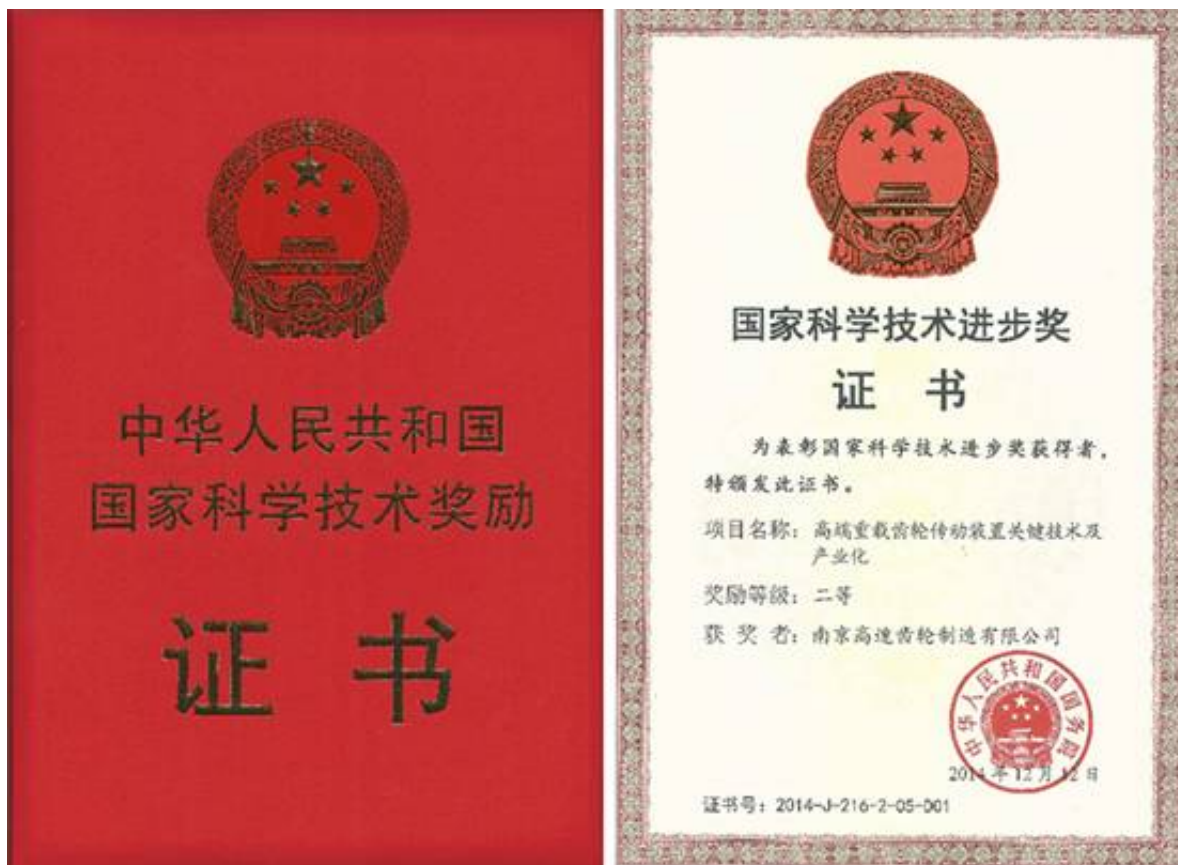 中华人民共和国
国家科学技术奖励
证 书
国家科学技术进步奖
证 书
为表彰国家科学技术进步奖获得者，
特颁发此证书。
项目名称：高端重载齿轮传动装置关键技术及
产业化
奖励等级：二等
获 奖 者：南京高速齿轮制造有限公司
中华人民共和国国务院
2014 年 12 月 12 日
证书号：2014-J-216-2-05-D01